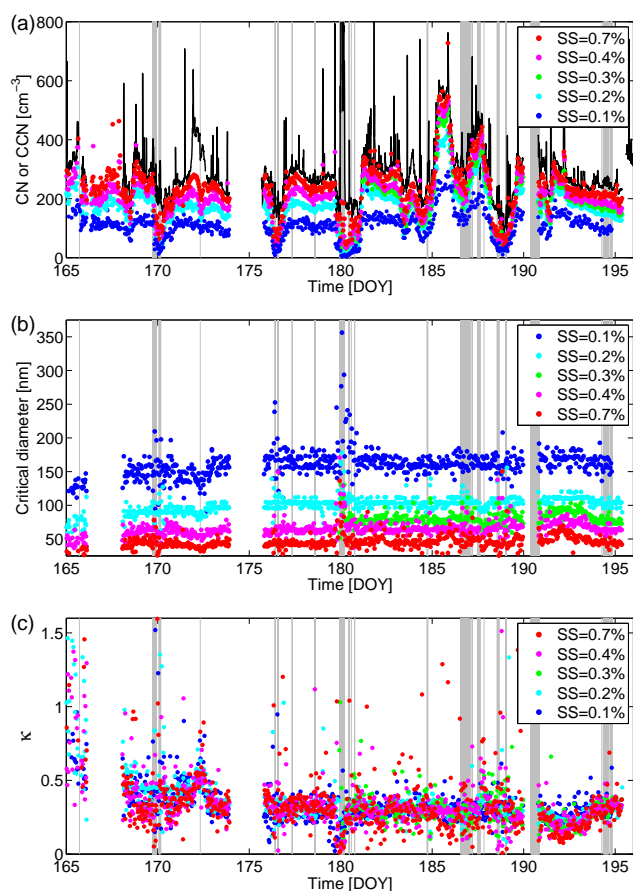 (a)
800
600
400
200
0
CN or CCN [cm⁻³]
SS=0.7%
SS=0.4%
SS=0.3%
SS=0.2%
SS=0.1%
165 170 175 180 185 190 195
Time [DOY]
(b)
350
300
250
200
150
100
50
Critical diameter [nm]
SS=0.1%
SS=0.2%
SS=0.3%
SS=0.4%
SS=0.7%
165 170 175 180 185 190 195
Time [DOY]
(c)
1.5
1
0.5
0
κ
SS=0.7%
SS=0.4%
SS=0.3%
SS=0.2%
SS=0.1%
165 170 175 180 185 190 195
Time [DOY]